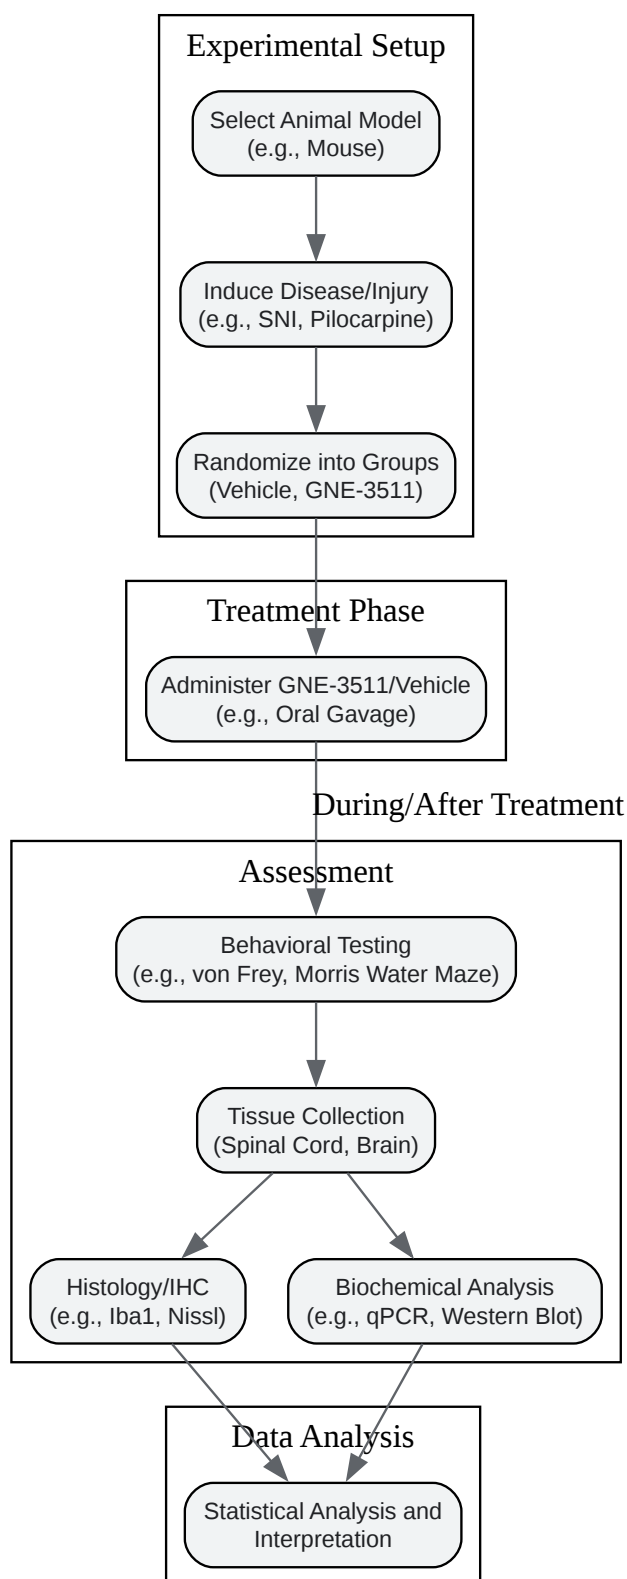 Experimental Setup
Select Animal Model
(e.g., Mouse)
Induce Disease/Injury
(e.g., SNI, Pilocarpine)
Randomize into Groups
(Vehicle, GNE-3511)
Treatment Phase
Administer GNE-3511/Vehicle
(e.g., Oral Gavage)
During/After Treatment
Assessment
Behavioral Testing
(e.g., von Frey, Morris Water Maze)
Tissue Collection
(Spinal Cord, Brain)
Histology/IHC
(e.g., Iba1, Nissl)
Biochemical Analysis
(e.g., qPCR, Western Blot)
Data Analysis
Statistical Analysis and
Interpretation